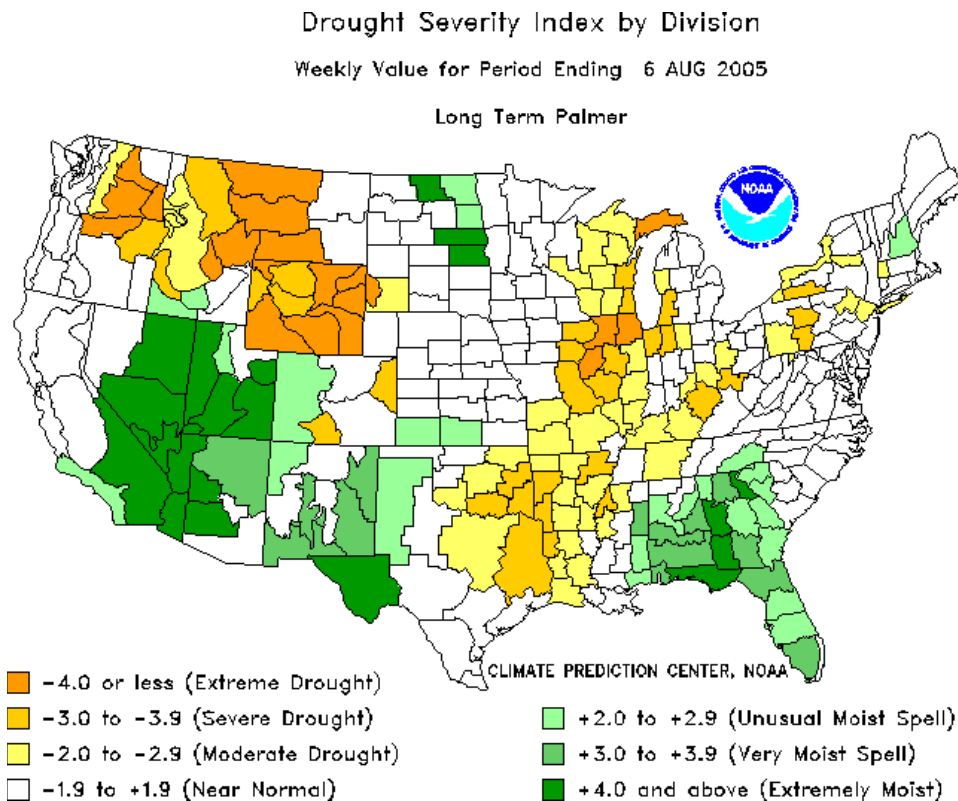 Drought Severity Index by Division
Weekly Value for Period Ending 6 AUG 2005
Long Term Palmer
NOAA
CLIMATE PREDICTION CENTER, NOAA
-4.0 or less (Extreme Drought)
-3.0 to -3.9 (Severe Drought)
-2.0 to -2.9 (Moderate Drought)
-1.9 to +1.9 (Near Normal)
+2.0 to +2.9 (Unusual Moist Spell)
+3.0 to +3.9 (Very Moist Spell)
+4.0 and above (Extremely Moist)